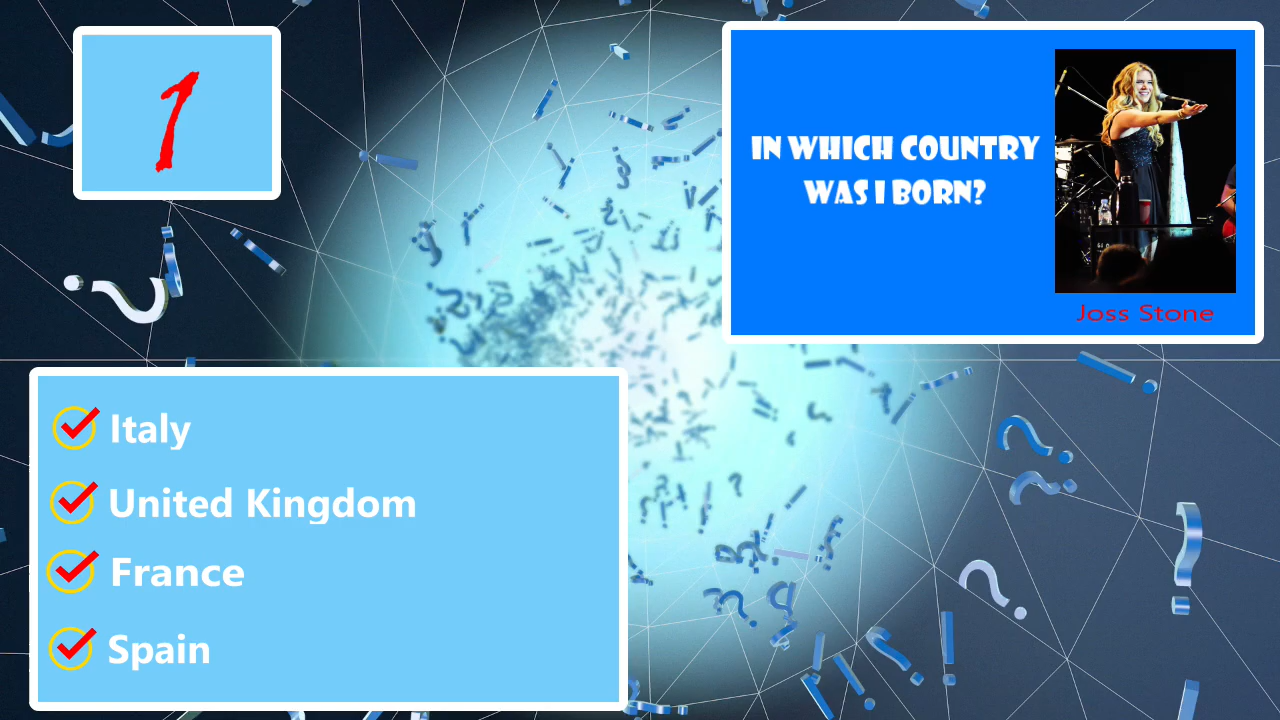 1
IN WHICH COUNTRY
WAS I BORN?
Joss Stone
Italy
United Kingdom
France
Spain